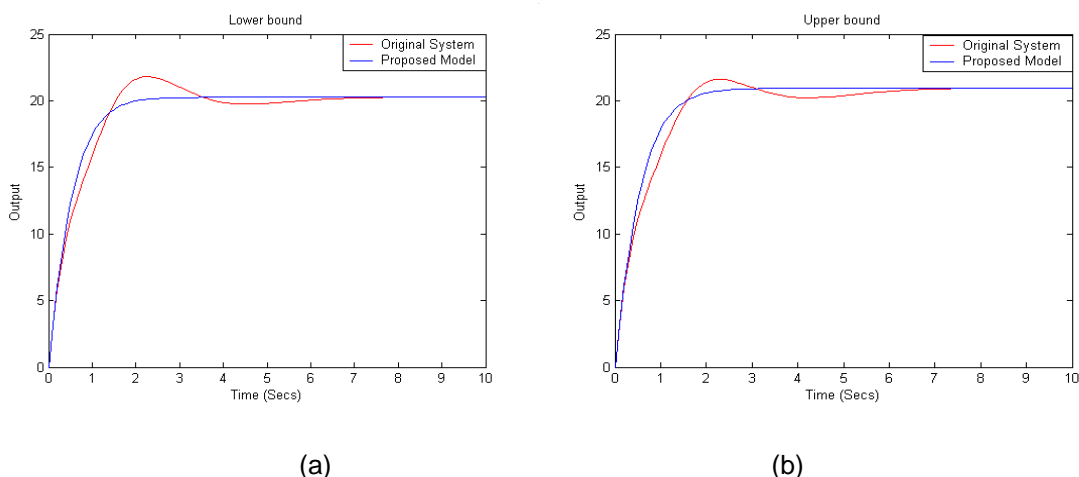 Lower bound
25
20
15
10
5
0
Output
Original System
Proposed Model
0 1 2 3 4 5 6 7 8 9 10
Time (Secs)
(a)
Upper bound
25
20
15
10
5
0
Output
Original System
Proposed Model
0 1 2 3 4 5 6 7 8 9 10
Time (Secs)
(b)